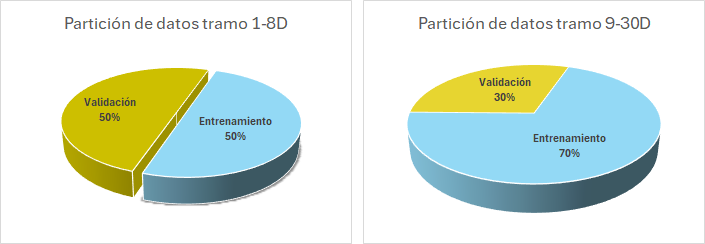 Partición de datos tramo 1-8D
Validación
50%
Entrenamiento
50%
Partición de datos tramo 9-30D
Validación
30%
Entrenamiento
70%